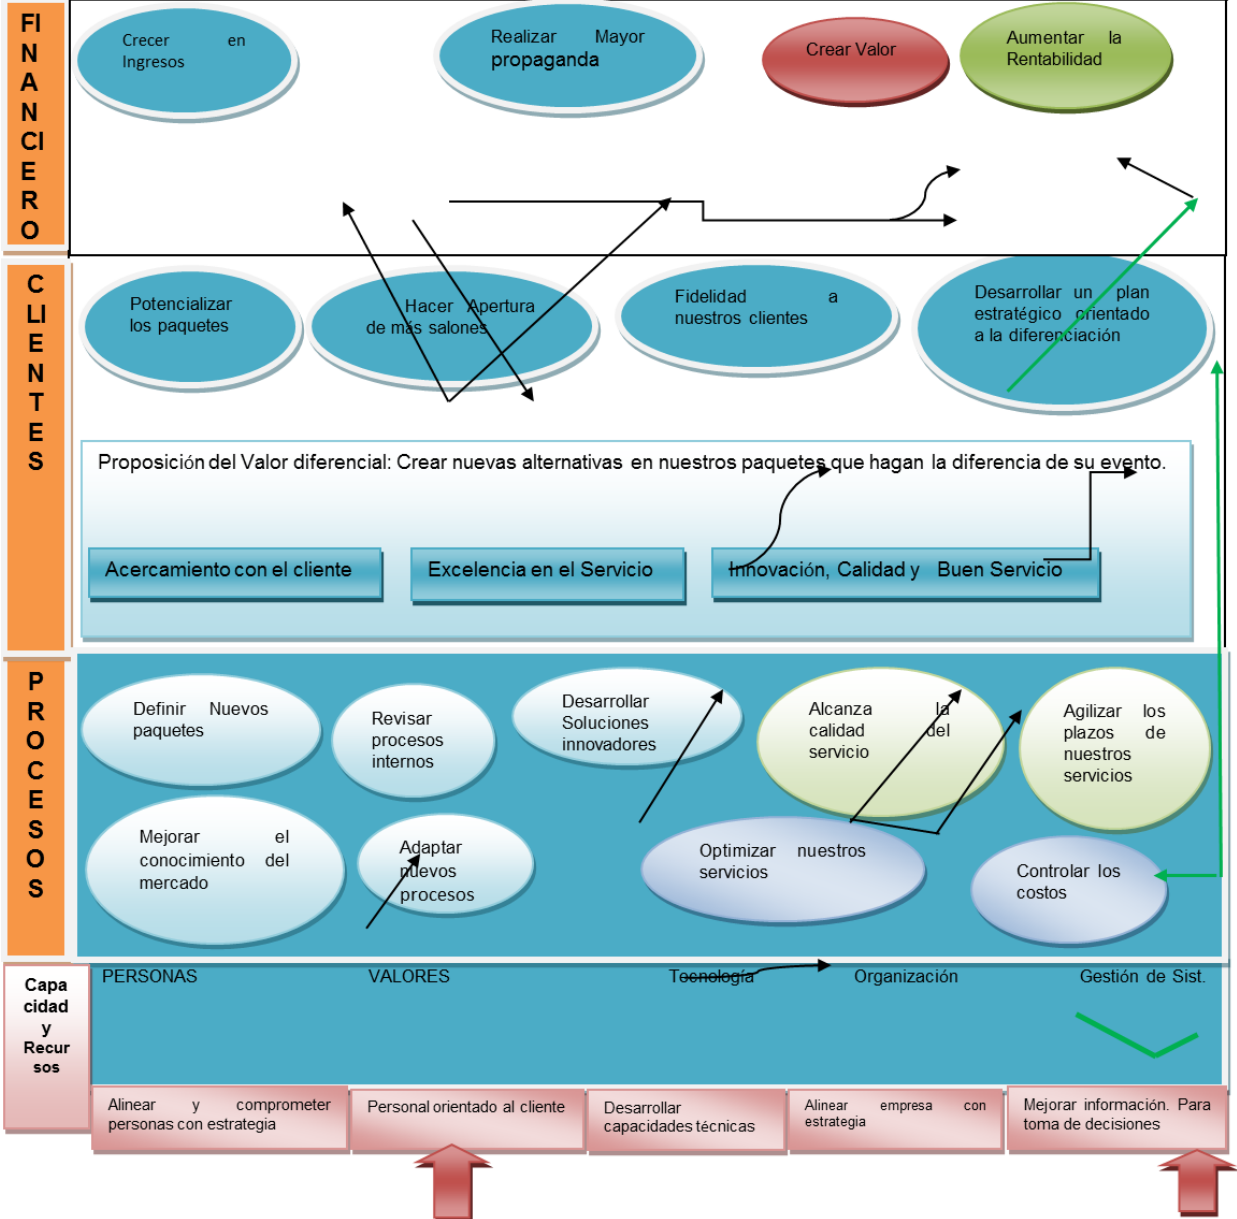 FI
N
A
N
CI
E
R
O
Crecer en
Ingresos
Realizar Mayor
propaganda
Crear Valor
Aumentar la
Rentabilidad
C
LI
E
N
T
E
S
Potencializar
los paquetes
Hacer Apertura
de más salones
Fidelidad a
nuestros clientes
Desarrollar un plan
estratégico orientado
a la diferenciación
Proposición del Valor diferencial: Crear nuevas alternativas en nuestros paquetes que hagan la diferencia de su evento.
Acercamiento con el cliente
Excelencia en el Servicio
Innovación, Calidad y Buen Servicio
P
R
O
C
E
S
O
S
Definir Nuevos
paquetes
Revisar
procesos
internos
Desarrollar
Soluciones
innovadores
Alcanza la
calidad del
servicio
Agilizar los
plazos de
nuestros
servicios
Mejorar el
conocimiento del
mercado
Adaptar
nuevos
procesos
Optimizar nuestros
servicios
Controlar los
costos
Capa
cidad
y
Recur
sos
PERSONAS
VALORES
Tecnología
Organización
Gestión de Sist.
Alinear y comprometer
personas con estrategia
Personal orientado al cliente
Desarrollar
capacidades técnicas
Alinear empresa con
estrategia
Mejorar información. Para
toma de decisiones